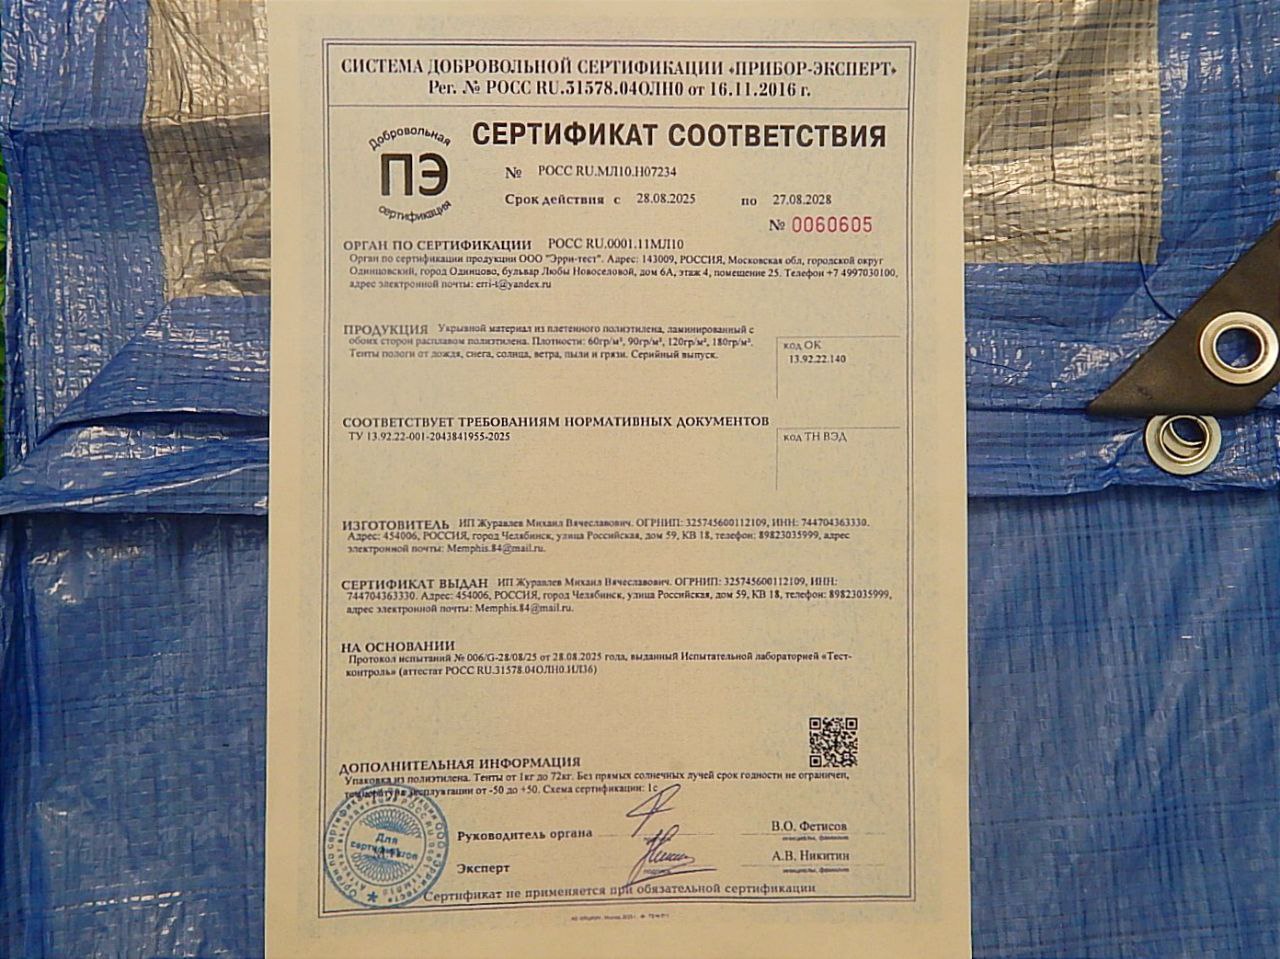 СИСТЕМА ДОБРОВОЛЬНОЙ СЕРТИФИКАЦИИ «ПРИБОР-ЭКСПЕРТ»
Рег. № РОСС RU.31578.04ОЛН0 от 16.11.2016 г.
Добровольная
ПЭ
сертификация
СЕРТИФИКАТ СООТВЕТСТВИЯ
№ РОСС RU.МЛ10.Н07234
Срок действия с 28.08.2025 по 27.08.2028
№ 0060605
ОРГАН ПО СЕРТИФИКАЦИИ РОСС RU.0001.11МЛ10
Орган по сертификации продукции ООО "Эрри-тест". Адрес: 143009, РОССИЯ, Московская обл, городской округ
Одинцовский, город Одинцово, бульвар Любы Новоселовой, дом 6А, этаж 4, помещение 25. Телефон +7 4997030100,
адрес электронной почты: erri-t@yandex.ru
ПРОДУКЦИЯ Укрывной материал из плетенного полиэтилена, ламинированный с
обоих сторон расплавом полиэтилена. Плотности: 60гр/м², 90гр/м², 120гр/м², 180гр/м².
Тенты пологи от дождя, снега, солнца, ветра, пыли и грязи. Серийный выпуск.
код ОК
13.92.22.140
СООТВЕТСТВУЕТ ТРЕБОВАНИЯМ НОРМАТИВНЫХ ДОКУМЕНТОВ
ТУ 13.92.22-001-2043841955-2025
код ТН ВЭД
ИЗГОТОВИТЕЛЬ ИП Журавлев Михаил Вячеславович. ОГРНИП: 325745600112109, ИНН: 744704363330.
Адрес: 454006, РОССИЯ, город Челябинск, улица Российская, дом 59, КВ 18, телефон: 89823035999, адрес
электронной почты: Memphis.84@mail.ru.
СЕРТИФИКАТ ВЫДАН ИП Журавлев Михаил Вячеславович. ОГРНИП: 325745600112109, ИНН:
744704363330. Адрес: 454006, РОССИЯ, город Челябинск, улица Российская, дом 59, КВ 18, телефон: 89823035999,
адрес электронной почты: Memphis.84@mail.ru.
НА ОСНОВАНИИ
Протокол испытаний № 006/G-28/08/25 от 28.08.2025 года, выданный Испытательной лабораторией «Тест-
контроль» (аттестат РОСС RU.31578.04ОЛН0.ИЛ36)
ДОПОЛНИТЕЛЬНАЯ ИНФОРМАЦИЯ
Упаковка из полиэтилена. Тенты от 1кг до 72кг. Без прямых солнечных лучей срок годности не ограничен,
температура эксплуатации от -50 до +50. Схема сертификации: 1с
Для
сертификатов
Руководитель органа
В.О. Фетисов
инициалы, фамилия
Эксперт
подпись
А.В. Никитин
инициалы, фамилия
Сертификат не применяется при обязательной сертификации